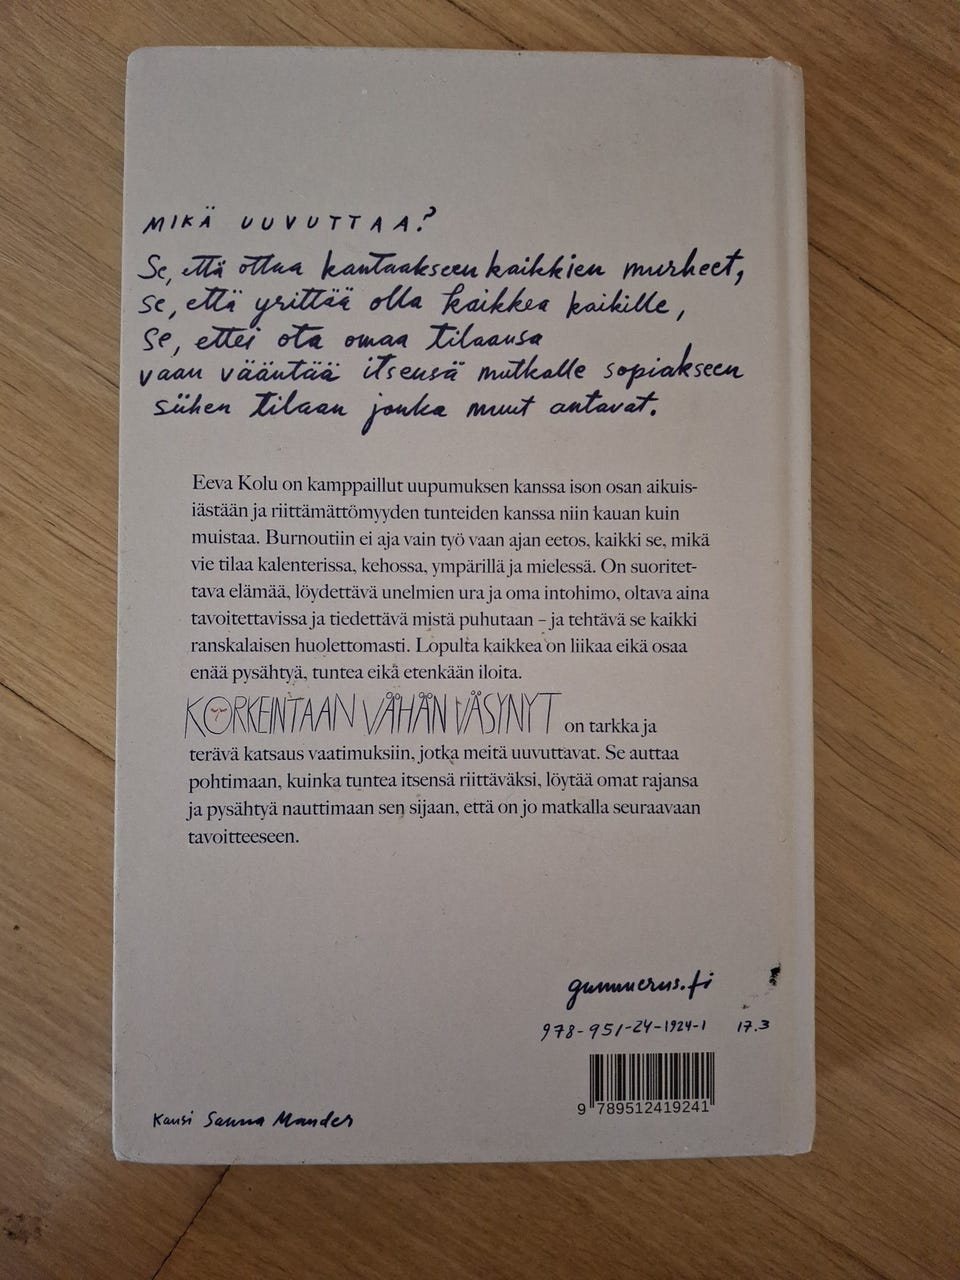 MIKÄ UUVUTTAA?
Se, että ottaa kantaakseen kaikkien murheet,
se, että yrittää olla kaikkea kaikille,
se, ettei ota omaa tilaansa
vaan vääntää itsensä mutkalle sopiakseen
siihen tilaan jonka muut antavat.
Eeva Kolu on kamppaillut uupumuksen kanssa ison osan aikuis-
iästään ja riittämättömyyden tunteiden kanssa niin kauan kuin
muistaa. Burnoutiin ei aja vain työ vaan ajan eetos, kaikki se, mikä
vie tilaa kalenterissa, kehossa, ympärillä ja mielessä. On suoritet-
tava elämää, löydettävä unelmien ura ja oma intohimo, oltava aina
tavoitettavissa ja tiedettävä mistä puhutaan – ja tehtävä se kaikki
ranskalaisen huolettomasti. Lopulta kaikkea on liikaa eikä osaa
enää pysähtyä, tuntea eikä etenkään iloita.
KORKEINTAAN VÄHÄN VÄSYNYT on tarkka ja
terävä katsaus vaatimuksiin, jotka meitä uuvuttavat. Se auttaa
pohtimaan, kuinka tuntea itsensä riittäväksi, löytää omat rajansa
ja pysähtyä nauttimaan sen sijaan, että on jo matkalla seuraavaan
tavoitteeseen.
gummerus.fi
978-951-24-1924-1 17.3
9 789512419241
Kansi Sanna Mander